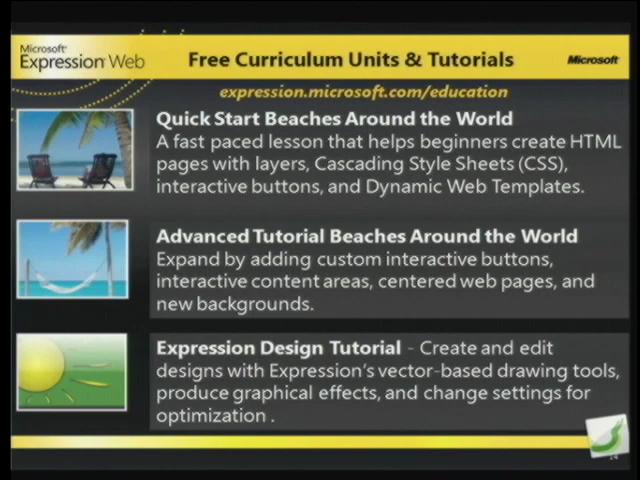 Microsoft®
Expression® Web
Free Curriculum Units & Tutorials
Microsoft
expression.microsoft.com/education
Quick Start Beaches Around the World
A fast paced lesson that helps beginners create HTML
pages with layers, Cascading Style Sheets (CSS),
interactive buttons, and Dynamic Web Templates.
Advanced Tutorial Beaches Around the World
Expand by adding custom interactive buttons,
interactive content areas, centered web pages, and
new backgrounds.
Expression Design Tutorial - Create and edit
designs with Expression's vector-based drawing tools,
produce graphical effects, and change settings for
optimization .